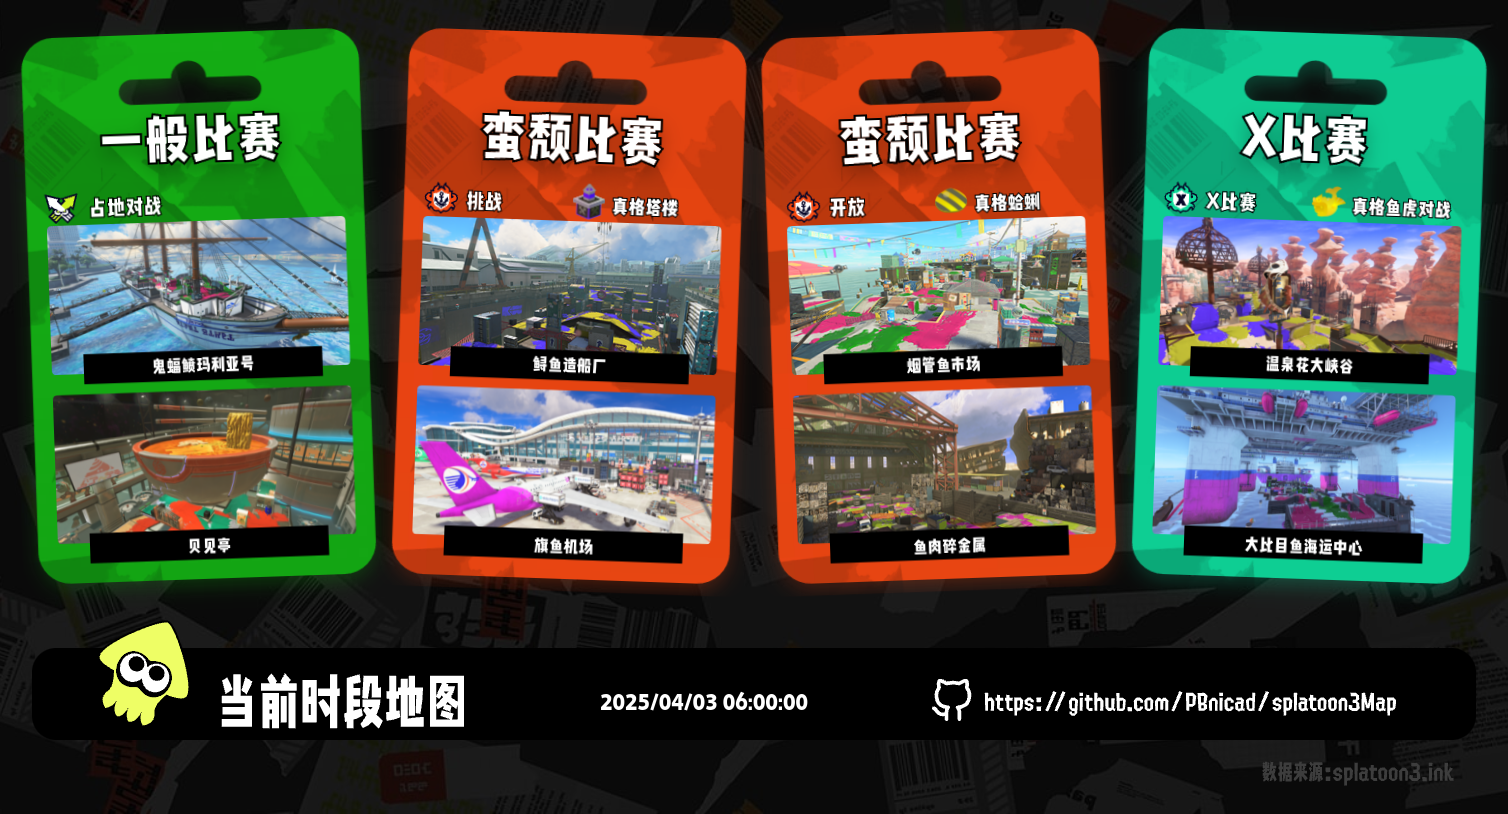 一般比赛
占地对战
鬼蝠鲼玛利亚号
贝见亭
蛮颓比赛
挑战
真格塔楼
鲟鱼造船厂
旗鱼机场
蛮颓比赛
开放
真格蛤蜊
烟管鱼市场
鱼肉碎金属
X比赛
X比赛
真格鱼虎对战
温泉花大峡谷
大比目鱼海运中心
当前时段地图
2025/04/03 06:00:00
https://github.com/PBnicad/splatoon3Map
数据来源:splatoon3.ink